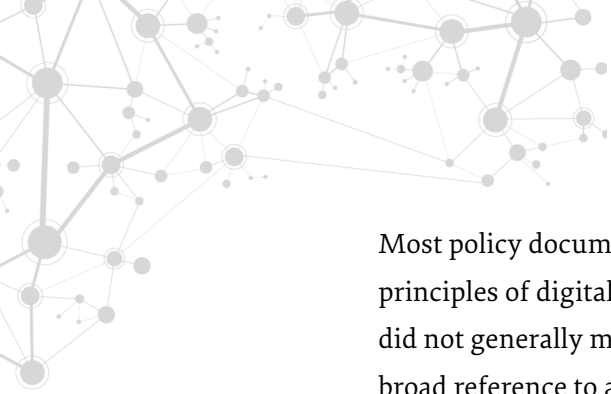 Most policy docum
principles of digital
did not generally m
broad reference to a